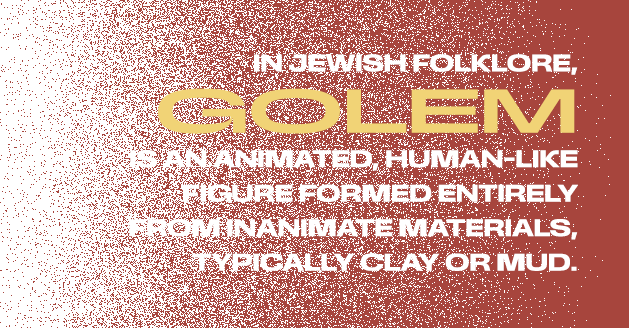 IN JEWISH FOLKLORE,
GOLEM
IS AN ANIMATED, HUMAN-LIKE
FIGURE FORMED ENTIRELY
FROM INANIMATE MATERIALS,
TYPICALLY CLAY OR MUD.